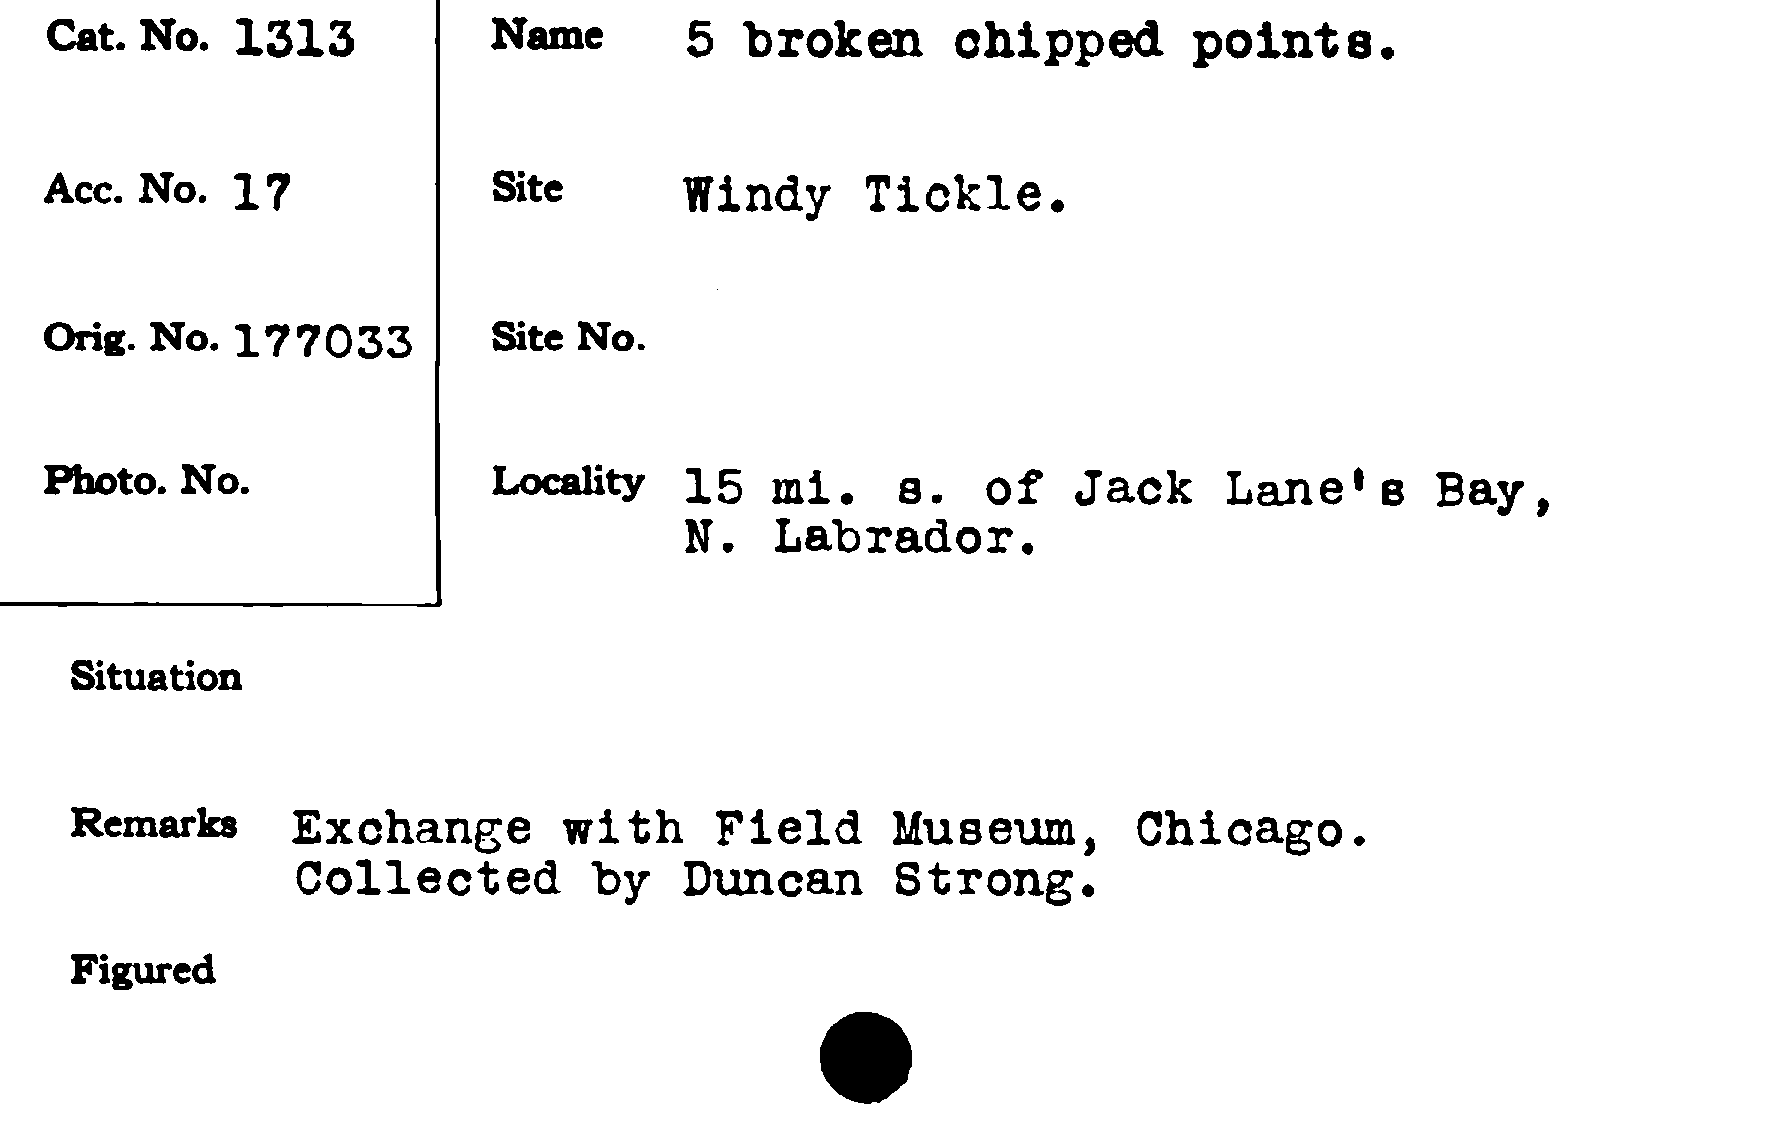 Cat. No. 1313
Name 5 broken chipped points.
Acc. No. 17
Site Windy Tickle.
Orig. No. 177033
Site No.
Photo. No.
Locality 15 mi. s. of Jack Lane's Bay,
N. Labrador.
Situation
Remarks Exchange with Field Museum, Chicago.
Collected by Duncan Strong.
Figured